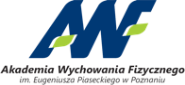 AWF
Akademia Wychowania Fizycznego
im. Eugeniusza Piaseckiego w Poznaniu